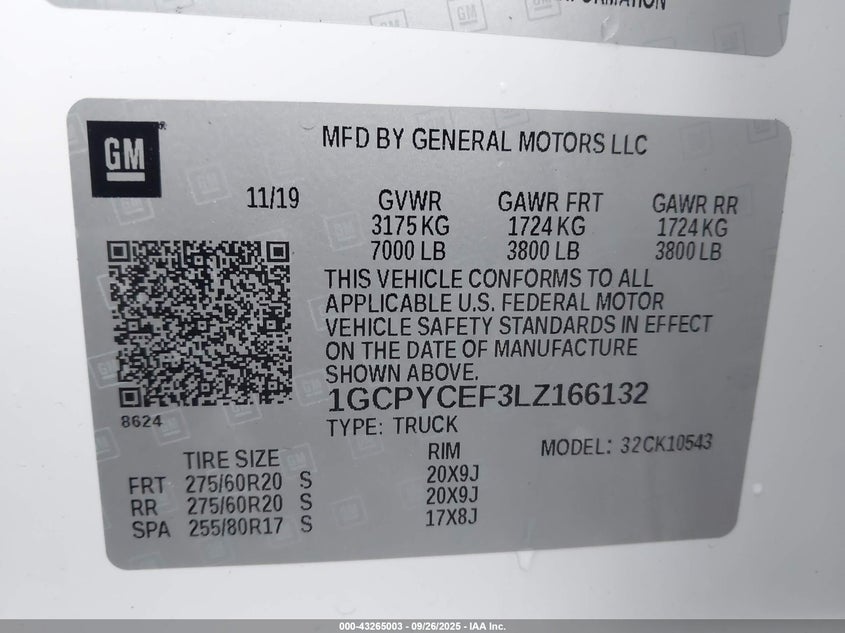 INFORMATION
GM
GM
GM
MFD BY GENERAL MOTORS LLC
11/19
GVWR GAWR FRT GAWR RR
3175 KG 1724 KG 1724 KG
7000 LB 3800 LB 3800 LB
THIS VEHICLE CONFORMS TO ALL
APPLICABLE U.S. FEDERAL MOTOR
VEHICLE SAFETY STANDARDS IN EFFECT
ON THE DATE OF MANUFACTURE
SHOWN ABOVE.
1GCPYCEF3LZ166132
8624
TYPE: TRUCK
MODEL: 32CK10543
TIRE SIZE RIM
FRT 275/60R20 S 20X9J
RR 275/60R20 S 20X9J
SPA 255/80R17 S 17X8J
000-43265003 - 09/26/2025 - IAA Inc.